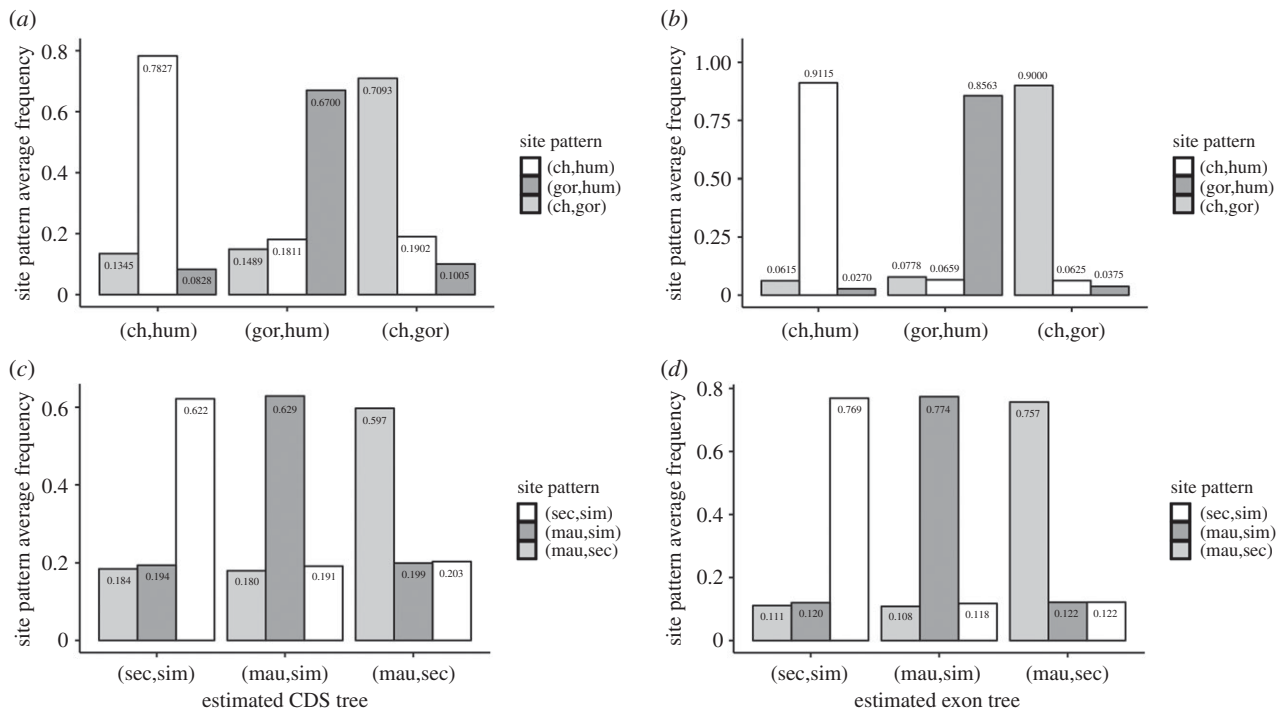 (a)
site pattern average frequency
0.8
0.6
0.4
0.2
0
0.1345
0.7827
0.0828
0.1489
0.1811
0.6700
0.7093
0.1902
0.1005
(ch,hum) (gor,hum) (ch,gor)
site pattern
(ch,hum)
(gor,hum)
(ch,gor)
(b)
site pattern average frequency
1.00
0.75
0.50
0.25
0
0.0615
0.9115
0.0270
0.0778
0.0659
0.8563
0.9000
0.0625
0.0375
(ch,hum) (gor,hum) (ch,gor)
site pattern
(ch,hum)
(gor,hum)
(ch,gor)
(c)
site pattern average frequency
0.6
0.4
0.2
0
0.184
0.194
0.622
0.180
0.629
0.191
0.597
0.199
0.203
(sec,sim) (mau,sim) (mau,sec)
estimated CDS tree
site pattern
(sec,sim)
(mau,sim)
(mau,sec)
(d)
site pattern average frequency
0.8
0.6
0.4
0.2
0
0.111
0.120
0.769
0.108
0.774
0.118
0.757
0.122
0.122
(sec,sim) (mau,sim) (mau,sec)
estimated exon tree
site pattern
(sec,sim)
(mau,sim)
(mau,sec)